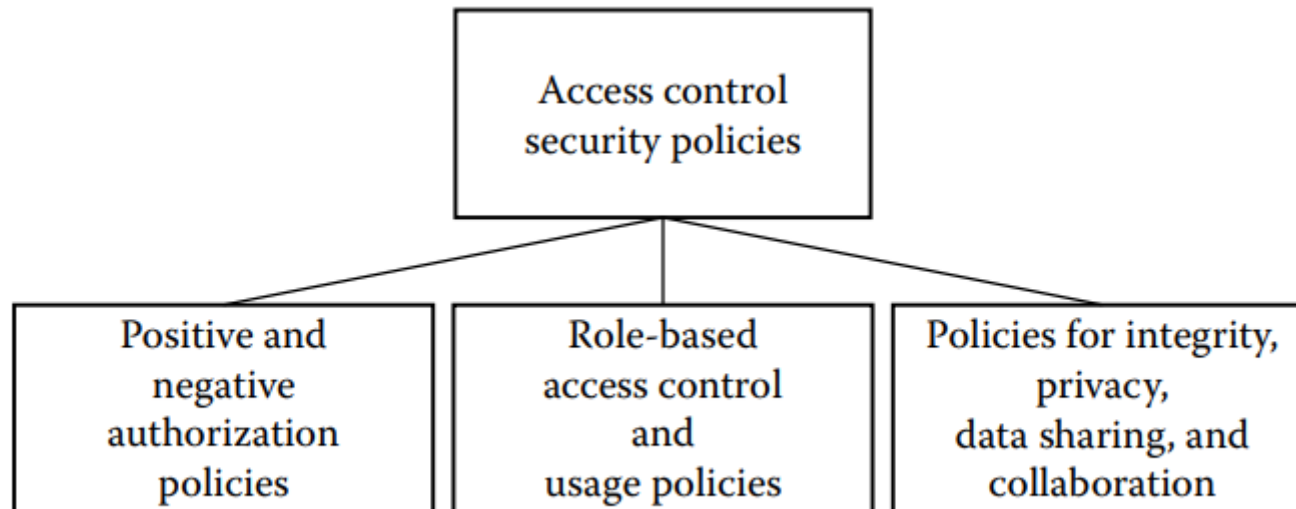 Access control
security policies
Positive and
negative
authorization
policies
Role-based
access control
and
usage policies
Policies for integrity,
privacy,
data sharing, and
collaboration